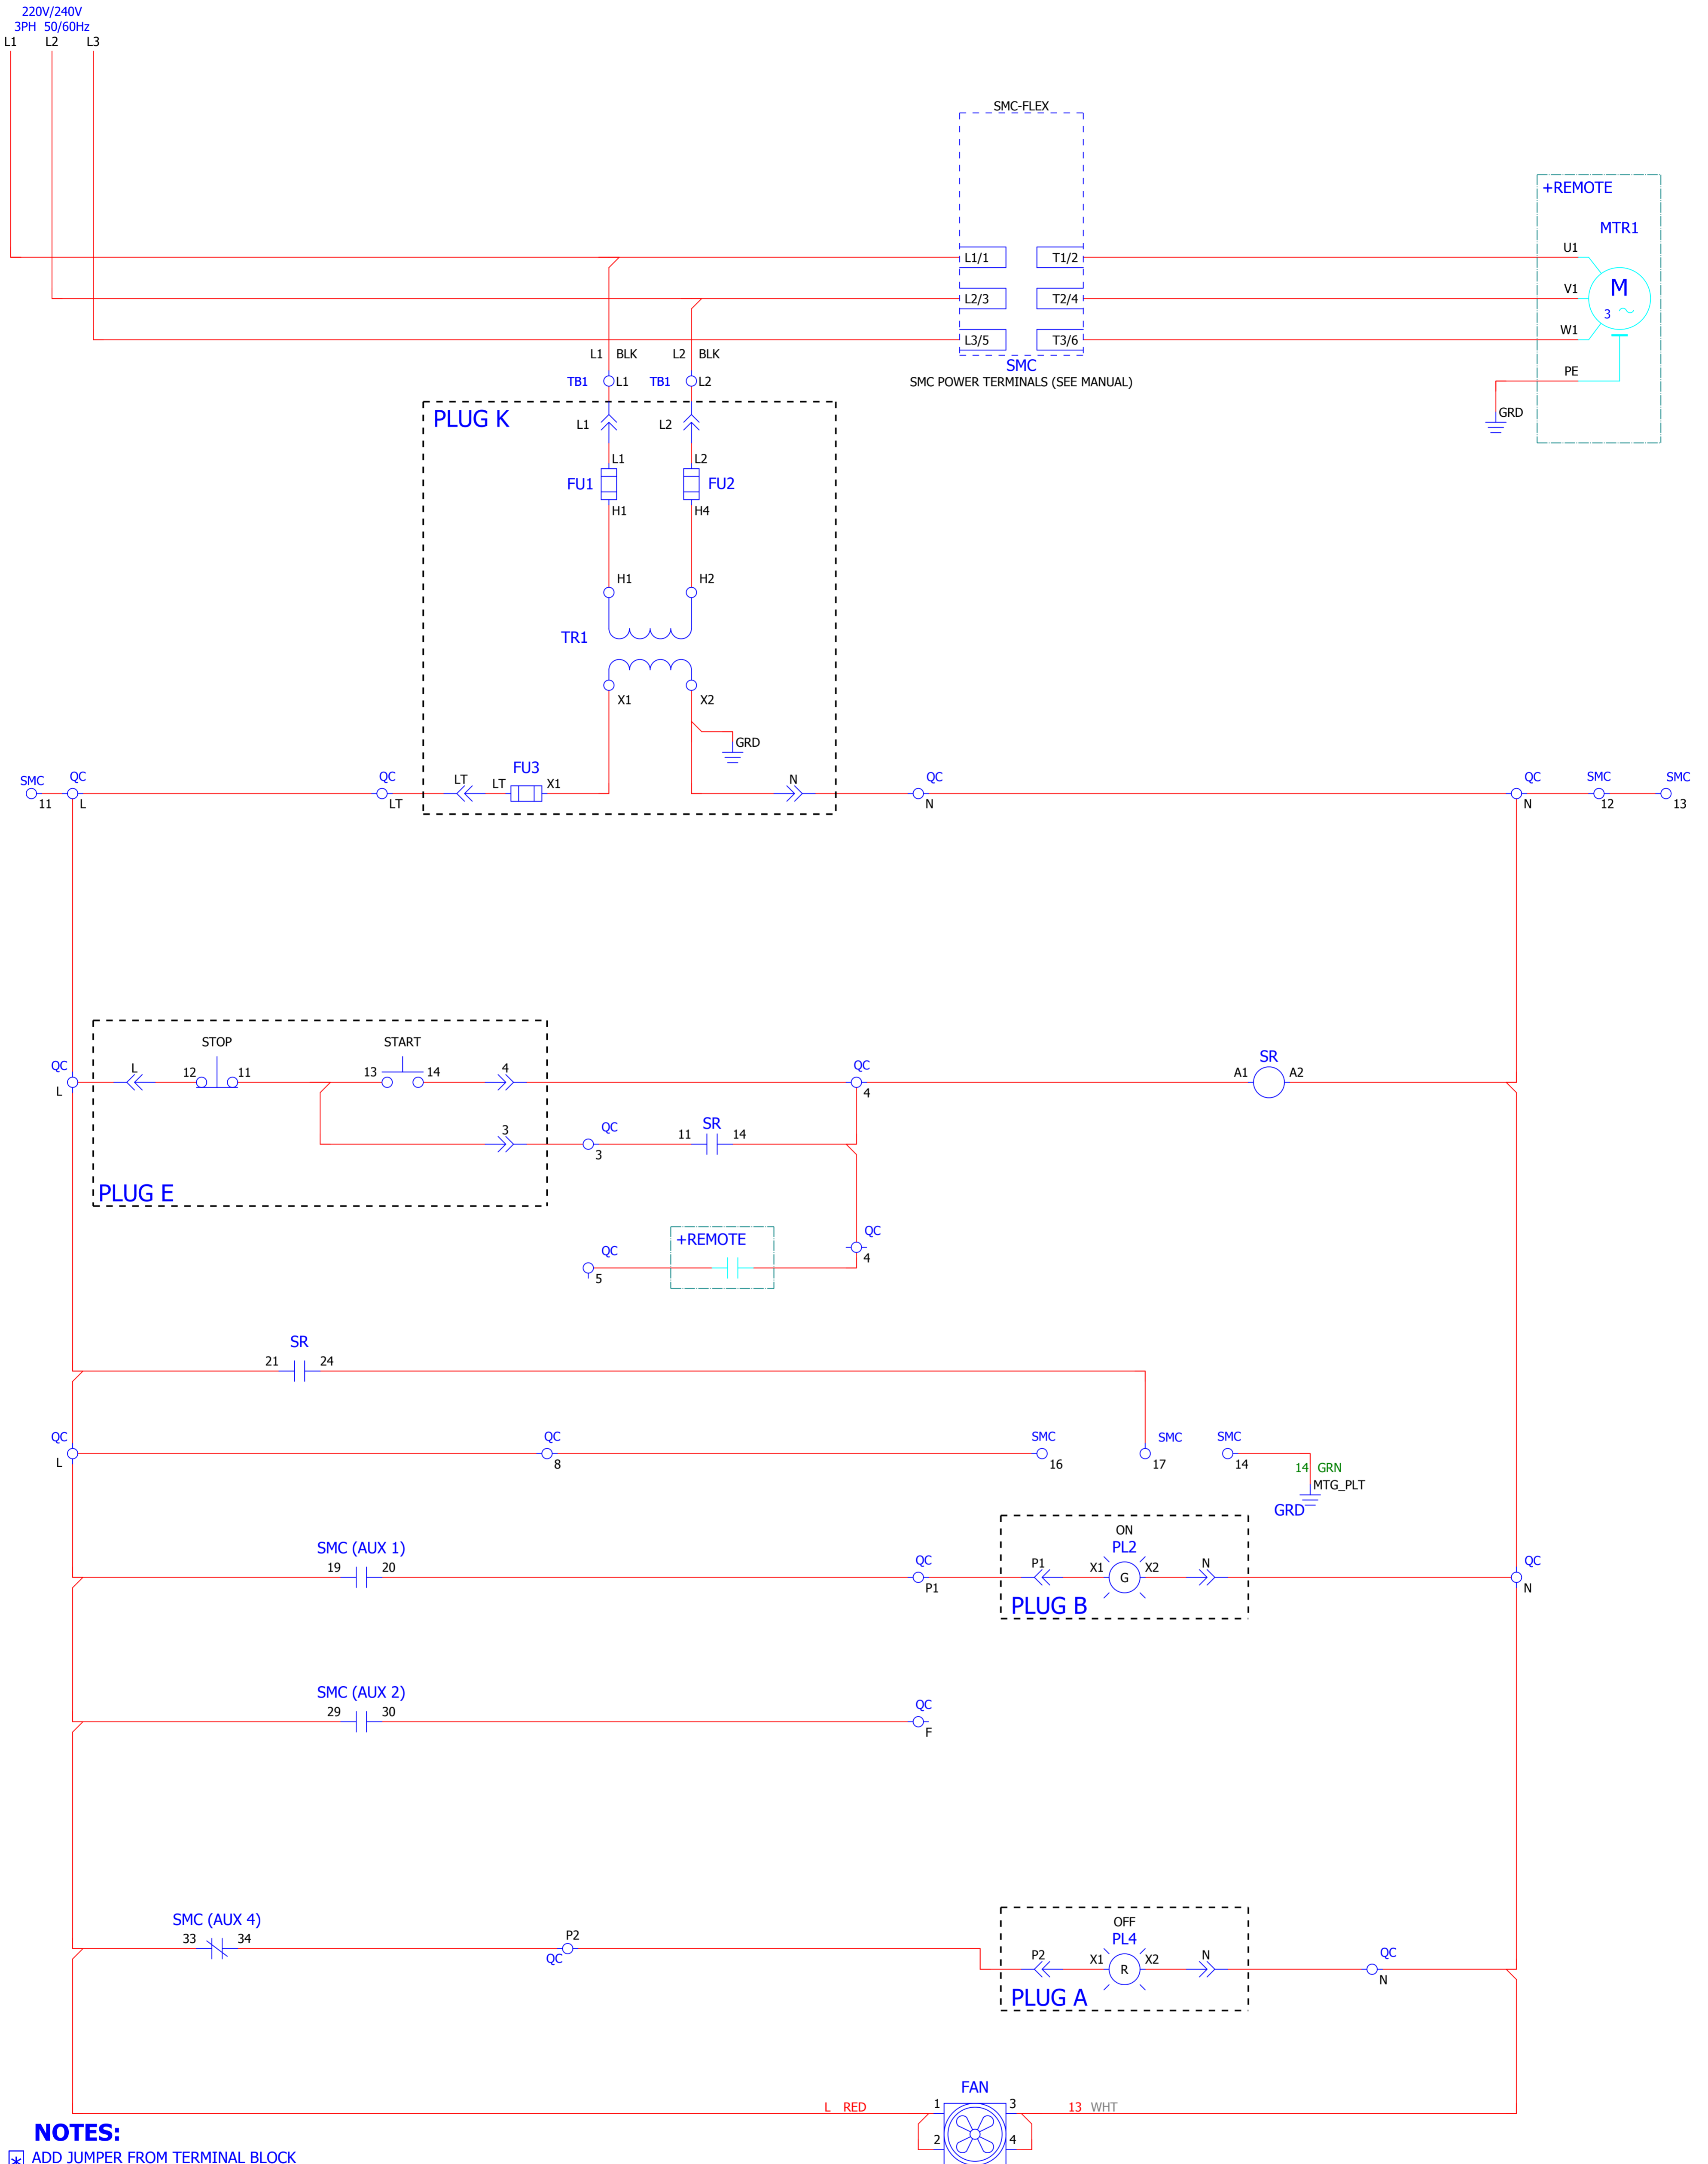 220V/240V
3PH 50/60Hz
L1 L2 L3
SMC-FLEX
+REMOTE
MTR1
L1/1 T1/2 U1
L2/3 T2/4 V1 M
3
L3/5 T3/6 W1
L1 BLK L2 BLK
SMC
SMC POWER TERMINALS (SEE MANUAL)
PE
TB1 L1 TB1 L2
GRD
PLUG K
L1 L2
L1 L2
FU1 FU2
H1 H4
H1 H2
TR1
X1 X2
GRD
FU3
SMC QC QC LT LT X1 N QC QC SMC SMC
11 L LT N N 12 13
STOP START
QC L 12 11 13 14 4 QC A1 SR A2
L 4
3 QC 11 SR 14
3
PLUG E
+REMOTE
QC QC
5 4
SR
21 24
QC QC SMC SMC SMC
L 8 16 17 14
14 GRN
MTG_PLT
GRD
ON
PL2
SMC (AUX 1)
19 20 QC P1 X1 G X2 N QC
P1 N
PLUG B
SMC (AUX 2)
29 30 QC
F
SMC (AUX 4)
33 34 P2
QC
OFF
PL4
P2 X1 R X2 N QC
N
PLUG A
FAN
L RED 1 3 13 WHT
2 4
NOTES:
* ADD JUMPER FROM TERMINAL BLOCK